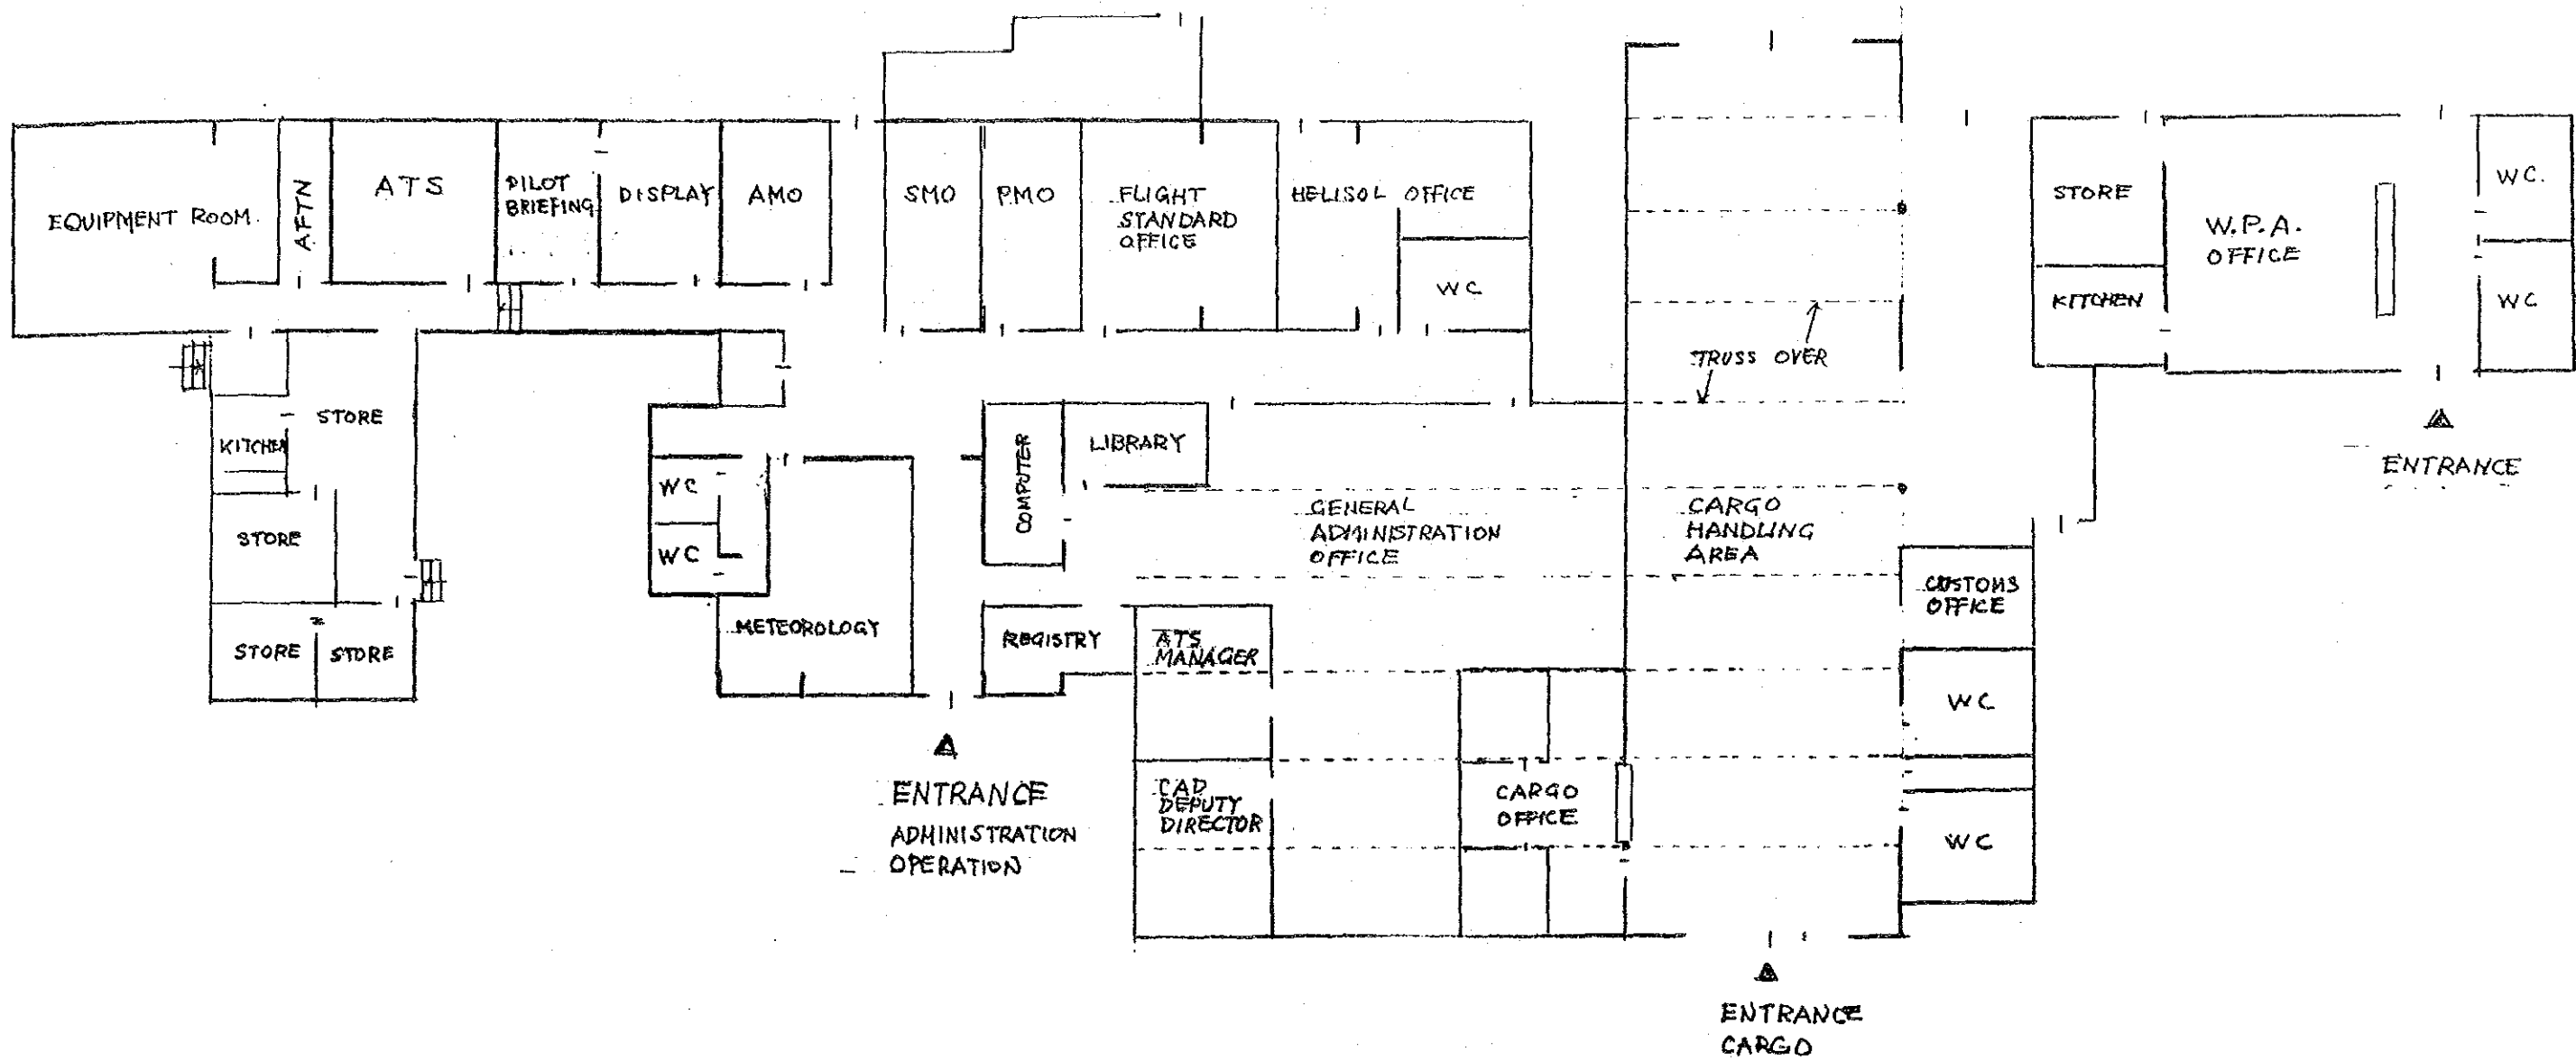 EQUIPMENT ROOM.
AFTN
ATS
PILOT
BRIEFING
DISPLAY
AMO
SMO
PMO
FLIGHT
STANDARD
OFFICE
HELISOL OFFICE
WC
TRUSS OVER
STORE
KITCHEN
W.P.A.
OFFICE
WC.
WC
ENTRANCE
STORE
KITCHEN
STORE
STORE
STORE
WC
WC
METEOROLOGY
COMPUTER
LIBRARY
GENERAL
ADMINISTRATION
OFFICE
CARGO
HANDLING
AREA
CUSTOMS
OFFICE
REGISTRY
ATS
MANAGER
WC
CAD
DEPUTY
DIRECTOR
CARGO
OFFICE
WC
ENTRANCE
ADMINISTRATION
OPERATION
ENTRANCE
CARGO